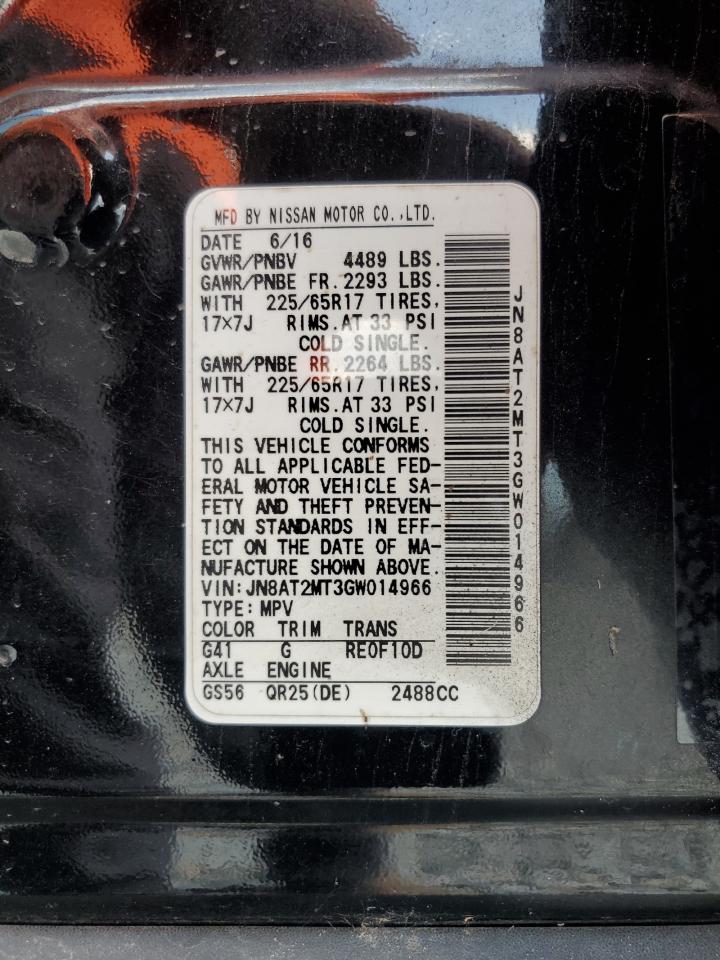 MFD BY NISSAN MOTOR CO.,LTD.
DATE 6/16
GVWR/PNBV 4489 LBS.
GAWR/PNBE FR. 2293 LBS.
WITH 225/65R17 TIRES,
17×7J RIMS. AT 33 PSI
COLD SINGLE.
GAWR/PNBE RR. 2264 LBS.
WITH 225/65R17 TIRES,
17×7J RIMS. AT 33 PSI
COLD SINGLE.
THIS VEHICLE CONFORMS
TO ALL APPLICABLE FED-
ERAL MOTOR VEHICLE SA-
FETY AND THEFT PREVEN-
TION STANDARDS IN EFF-
ECT ON THE DATE OF MA-
NUFACTURE SHOWN ABOVE.
VIN: JN8AT2MT3GW014966
TYPE: MPV
COLOR TRIM TRANS
G41 G RE0F10D
AXLE ENGINE
GS56 QR25(DE) 2488CC
JN8AT2MT3GW014966